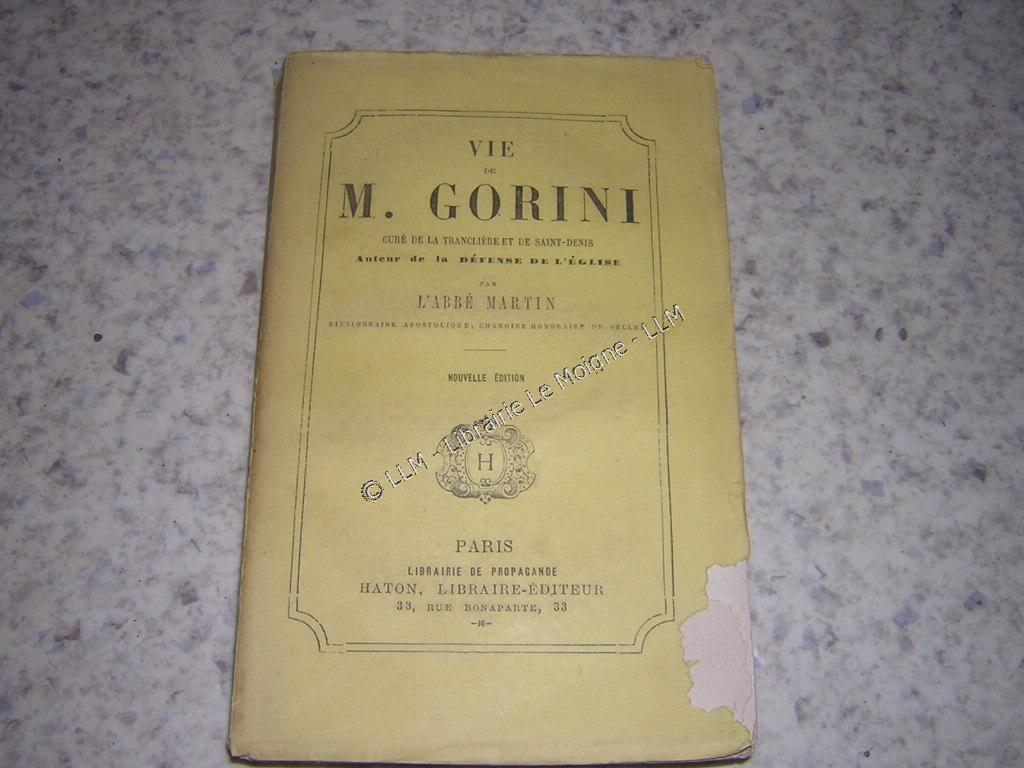 VIE
DE
M. GORINI
CURÉ DE LA TRANCLIÈRE ET DE SAINT-DENIS
Auteur de la DÉFENSE DE L'ÉGLISE
PAR
L'ABBÉ MARTIN
MISSIONNAIRE APOSTOLIQUE, CHANOINE HONORAIRE DE BELLEY
NOUVELLE ÉDITION
© LLM - Librairie Le Moigne - LLM
H
PARIS
LIBRAIRIE DE PROPAGANDE
HATON, LIBRAIRE-ÉDITEUR
33, RUE BONAPARTE, 33